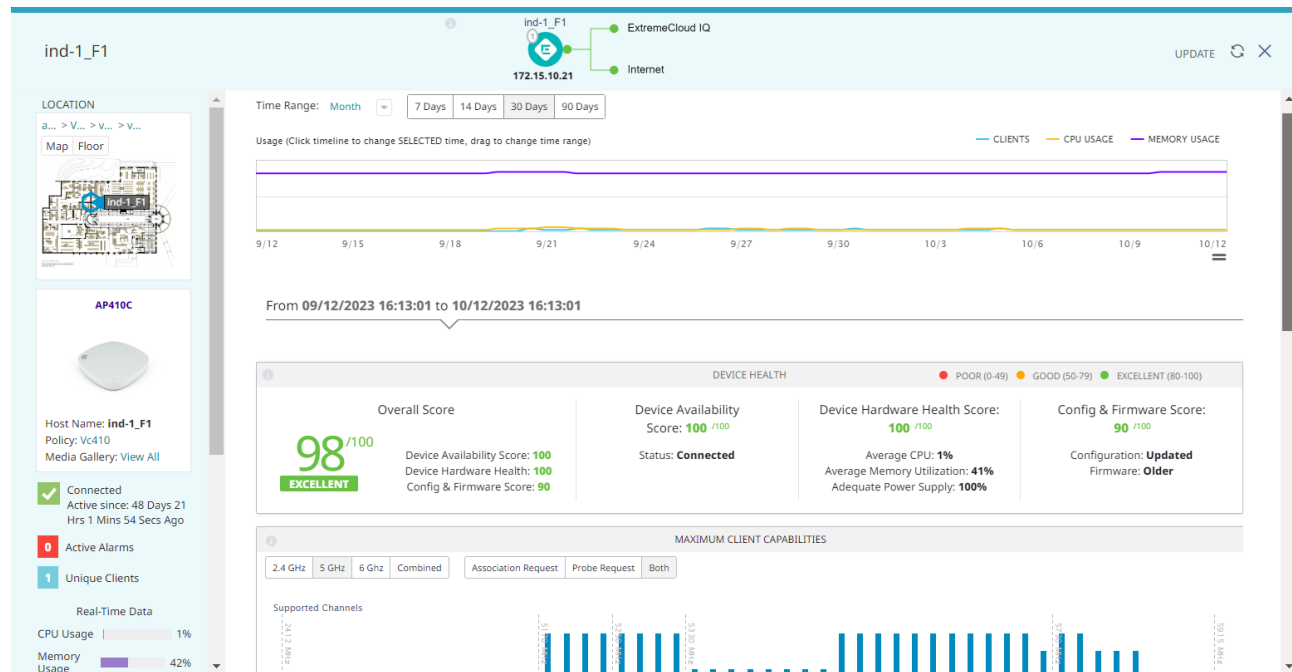 ind-1_F1
ind-1_F1
1
172.15.10.21
ExtremeCloud IQ
Internet
UPDATE
LOCATION
a... > V... > v... > v...
Map Floor
ind-1_F1
AP410C
Host Name: ind-1_F1
Policy: Vc410
Media Gallery: View All
Connected
Active since: 48 Days 21
Hrs 1 Mins 54 Secs Ago
0 Active Alarms
1 Unique Clients
Real-Time Data
CPU Usage 1%
Memory
Usage 42%
Time Range: Month 7 Days 14 Days 30 Days 90 Days
Usage (Click timeline to change SELECTED time, drag to change time range)
CLIENTS CPU USAGE MEMORY USAGE
9/12 9/15 9/18 9/21 9/24 9/27 9/30 10/3 10/6 10/9 10/12
From 09/12/2023 16:13:01 to 10/12/2023 16:13:01
DEVICE HEALTH POOR (0-49) GOOD (50-79) EXCELLENT (80-100)
Overall Score
98/100
EXCELLENT
Device Availability Score: 100
Device Hardware Health: 100
Config & Firmware Score: 90
Device Availability
Score: 100 /100
Status: Connected
Device Hardware Health Score:
100 /100
Average CPU: 1%
Average Memory Utilization: 41%
Adequate Power Supply: 100%
Config & Firmware Score:
90 /100
Configuration: Updated
Firmware: Older
MAXIMUM CLIENT CAPABILITIES
2.4 GHz 5 GHz 6 Ghz Combined Association Request Probe Request Both
Supported Channels
2412 MHz
5330 MHz
5915 MHz